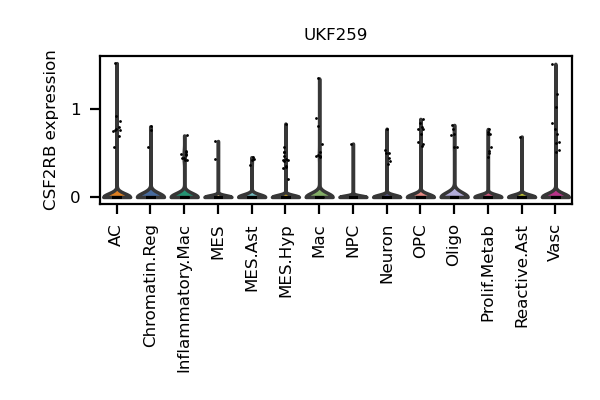 UKF259
CSF2RB expression
1
0
AC
Chromatin.Reg
Inflammatory.Mac
MES
MES.Ast
MES.Hyp
Mac
NPC
Neuron
OPC
Oligo
Prolif.Metab
Reactive.Ast
Vasc